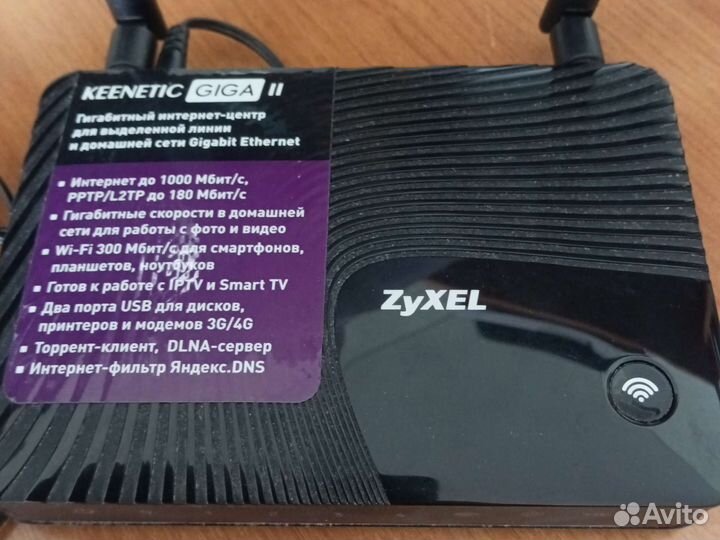 KEENETIC GIGA II
Гигабитный интернет-центр
для выделенной линии
и домашней сети Gigabit Ethernet
▪ Интернет до 1000 Мбит/с,
PPTP/L2TP до 180 Мбит/с
▪ Гигабитные скорости в домашней
сети для работы с фото и видео
▪ Wi-Fi 300 Мбит/с для смартфонов,
планшетов, ноутбуков
▪ Готов к работе с IPTV и Smart TV
▪ Два порта USB для дисков,
принтеров и модемов 3G/4G
▪ Торрент-клиент, DLNA-сервер
▪ Интернет-фильтр Яндекс.DNS
ZyXEL
Avito